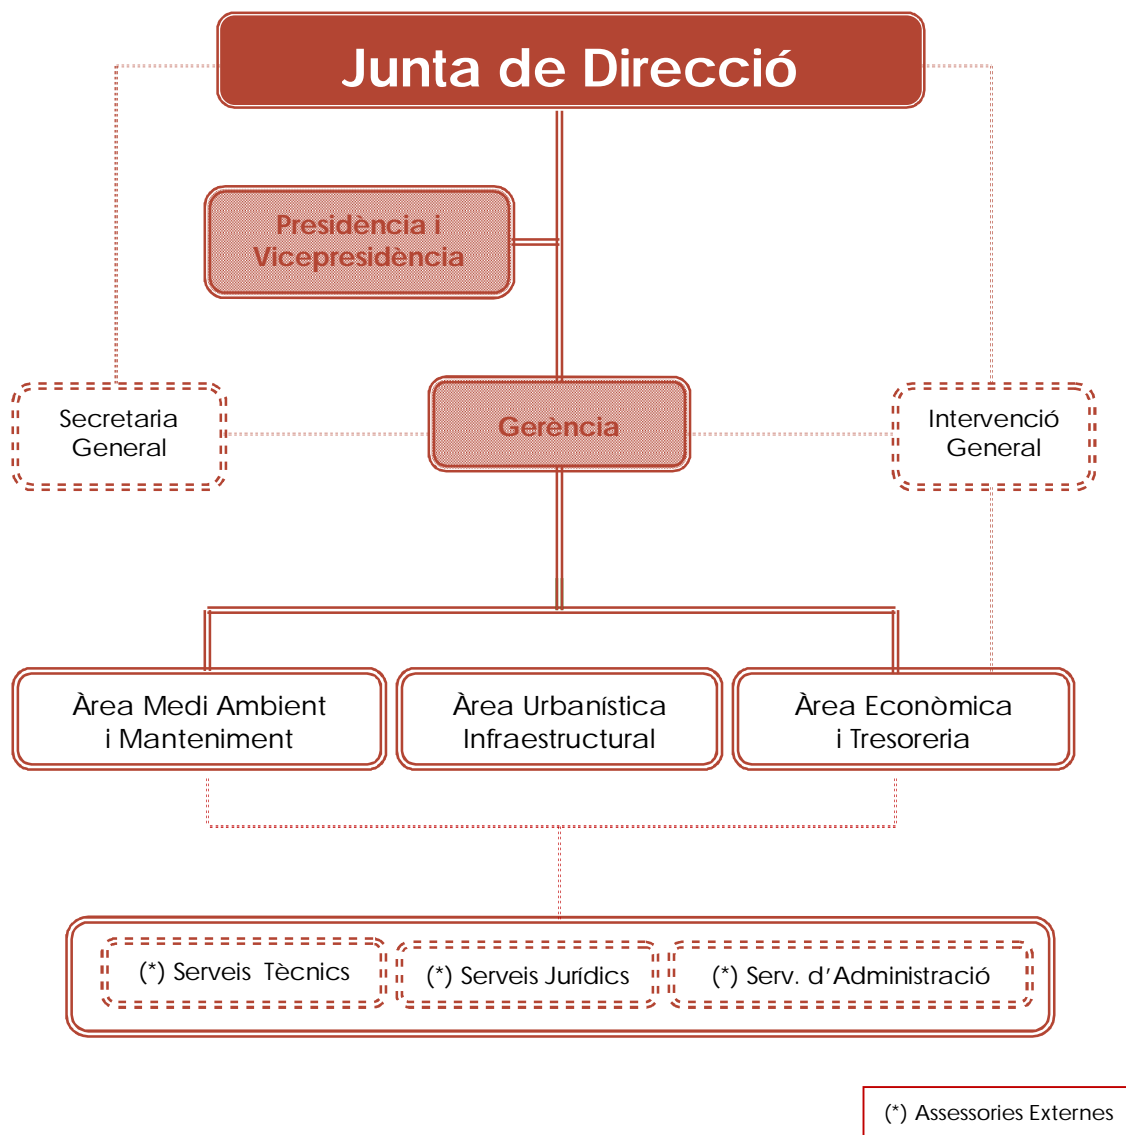 Junta de Direcció
Presidència i
Vicepresidència
Secretaria
General
Gerència
Intervenció
General
Àrea Medi Ambient
i Manteniment
Àrea Urbanística
Infraestructural
Àrea Econòmica
i Tresoreria
(*) Serveis Tècnics
(*) Serveis Jurídics
(*) Serv. d’Administració
(*) Assessories Externes